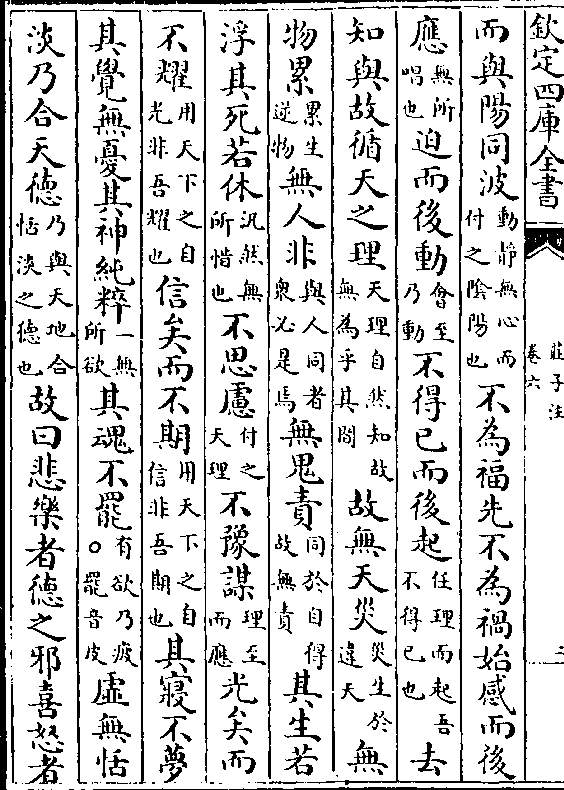 欽定四庫全書
莊子注
卷六
二
而與陽同波動靜無心而付之陰陽也不為福先不為禍始感而後
應無所唱也迫而後動會至乃動不得已而後起任理而起吾不得已也去
知與故循天之理天理自然知故無為乎其間故無天災災生於違天無
物累累生逆物無人非與人同者衆必是焉無鬼責同於自得故無責其生若
浮其死若休汎然無所惜也不思慮付之天理不豫謀理至而應光矣而
不耀用天下之自光非吾耀也信矣而不期用天下之自信非吾期也其寢不夢
其覺無憂其神純粹一無所欲其魂不罷有欲乃疲。罷音皮虛無恬
淡乃合天德乃與天地合恬淡之德也故曰悲樂者德之邪喜怒者